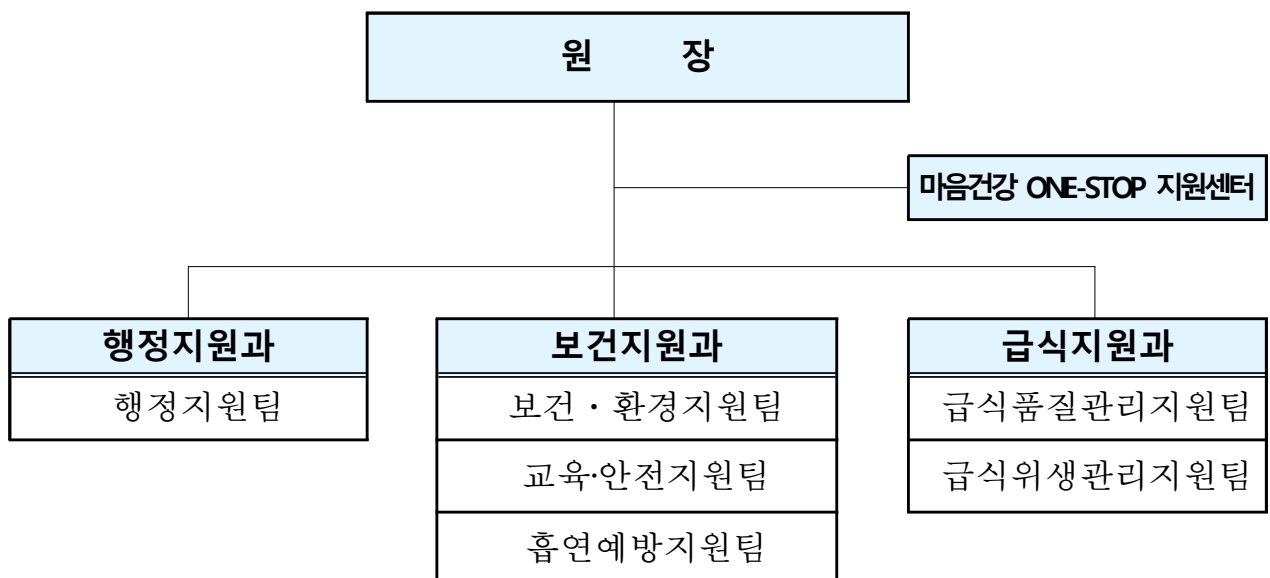 원 장
마음건강 ONE-STOP 지원센터
행정지원과
행정지원팀
보건지원과
보건 · 환경지원팀
교육·안전지원팀
흡연예방지원팀
급식지원과
급식품질관리지원팀
급식위생관리지원팀